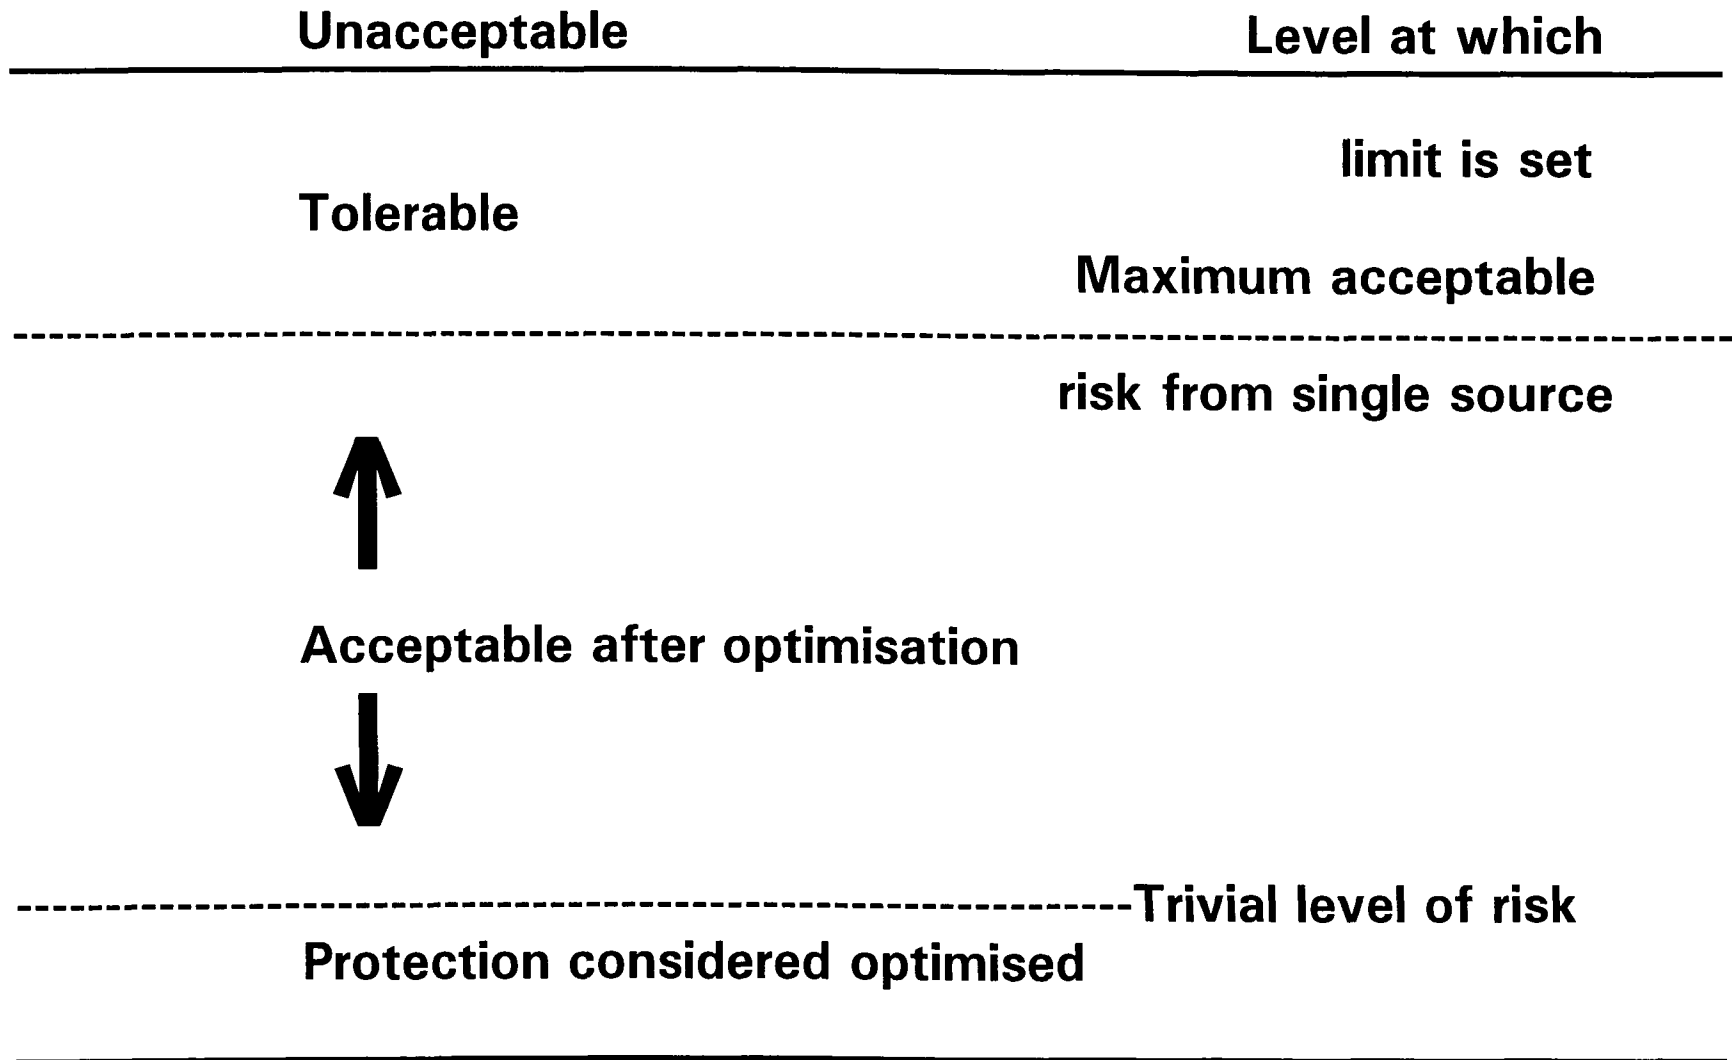 Unacceptable
Level at which
limit is set
Tolerable
Maximum acceptable
risk from single source
Acceptable after optimisation
Trivial level of risk
Protection considered optimised